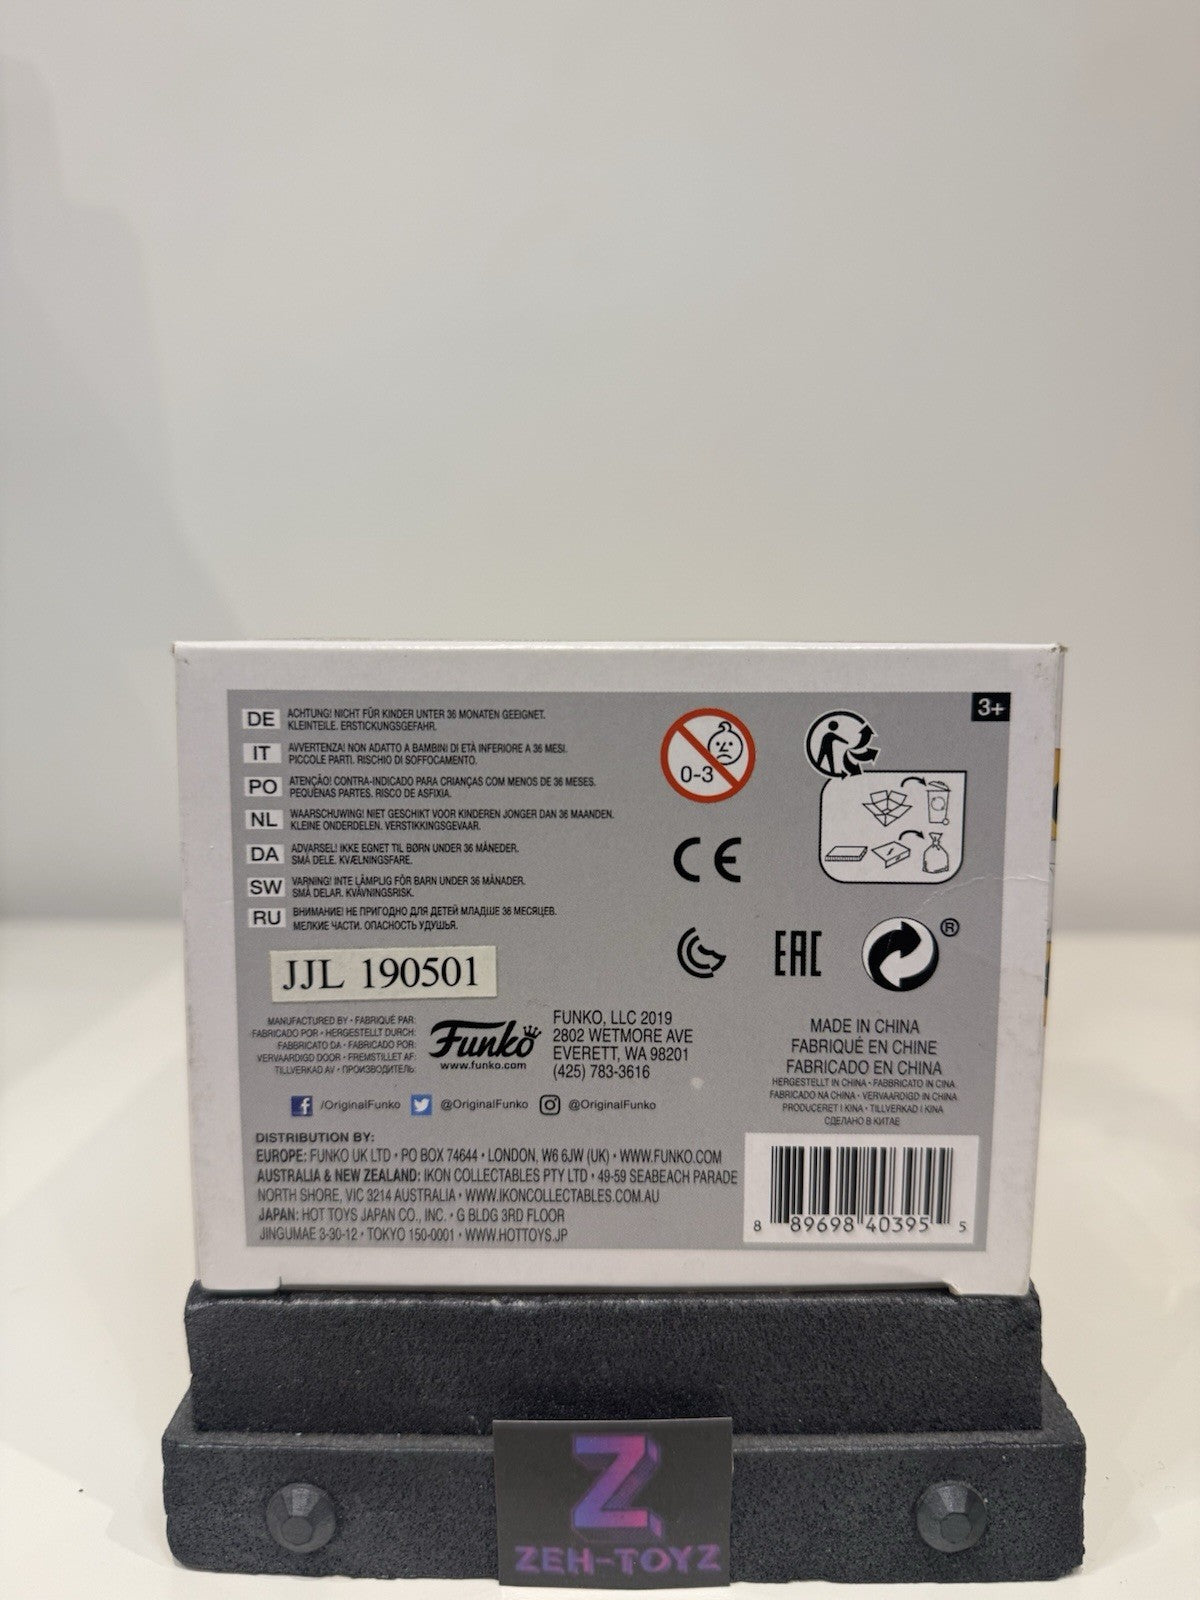 3+
DE ACHTUNG! NICHT FÜR KINDER UNTER 36 MONATEN GEEIGNET.
KLEINTEILE. ERSTICKUNGSGEFAHR.
IT AVVERTENZA! NON ADATTO A BAMBINI DI ETÀ INFERIORE A 36 MESI.
PICCOLE PARTI. RISCHIO DI SOFFOCAMENTO.
PO ATENÇÃO! CONTRA-INDICADO PARA CRIANÇAS COM MENOS DE 36 MESES.
PEQUENAS PARTES. RISCO DE ASFIXIA.
NL WAARSCHUWING! NIET GESCHIKT VOOR KINDEREN JONGER DAN 36 MAANDEN.
KLEINE ONDERDELEN. VERSTIKKINGSGEVAAR.
DA ADVARSEL! IKKE EGNET TIL BØRN UNDER 36 MÅNEDER.
SMÅ DELE. KVÆLNINGSFARE.
SW VARNING! INTE LÄMPLIG FÖR BARN UNDER 36 MÅNADER.
SMÅ DELAR. KVÄVNINGSRISK.
RU ВНИМАНИЕ! НЕ ПРИГОДНО ДЛЯ ДЕТЕЙ МЛАДШЕ 36 МЕСЯЦЕВ.
МЕЛКИЕ ЧАСТИ. ОПАСНОСТЬ УДУШЬЯ.
0-3
CE
EAC
®
JJL 190501
MANUFACTURED BY • FABRIQUÉ PAR:
FABRICADO POR • HERGESTELLT DURCH:
FABBRICATO DA • FABRICADO POR:
VERVAARDIGD DOOR • FREMSTILLET AF:
TILLVERKAD AV • ПРОИЗВОДИТЕЛЬ:
Funko
www.funko.com
FUNKO, LLC 2019
2802 WETMORE AVE
EVERETT, WA 98201
(425) 783-3616
/OriginalFunko @OriginalFunko @OriginalFunko
MADE IN CHINA
FABRIQUÉ EN CHINE
FABRICADO EN CHINA
HERGESTELLT IN CHINA • FABBRICATO IN CINA
FABRICADO NA CHINA • VERVAARDIGD IN CHINA
PRODUCERET I KINA • TILLVERKAD I KINA
СДЕЛАНО В КИТАЕ
DISTRIBUTION BY:
EUROPE: FUNKO UK LTD • PO BOX 74644 • LONDON, W6 6JW (UK) • WWW.FUNKO.COM
AUSTRALIA & NEW ZEALAND: IKON COLLECTABLES PTY LTD • 49-59 SEABEACH PARADE
NORTH SHORE, VIC 3214 AUSTRALIA • WWW.IKONCOLLECTABLES.COM.AU
JAPAN: HOT TOYS JAPAN CO., INC. • G BLDG 3RD FLOOR
JINGUMAE 3-30-12 • TOKYO 150-0001 • WWW.HOTTOYS.JP
8 89698 40395 5
Z
ZEH-TOYZ